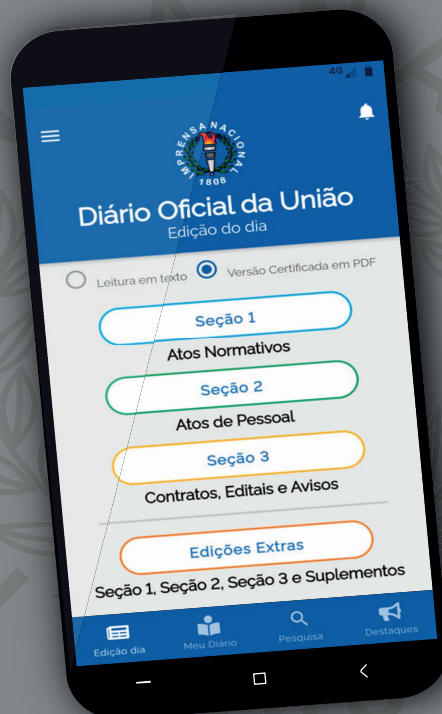 4G
IMPRENSA NACIONAL
1808
Diário Oficial da União
Edição do dia
Leitura em texto Versão Certificada em PDF
Seção 1
Atos Normativos
Seção 2
Atos de Pessoal
Seção 3
Contratos, Editais e Avisos
Edições Extras
Seção 1, Seção 2, Seção 3 e Suplementos
Edição dia Meu Diário Pesquisa Destaques